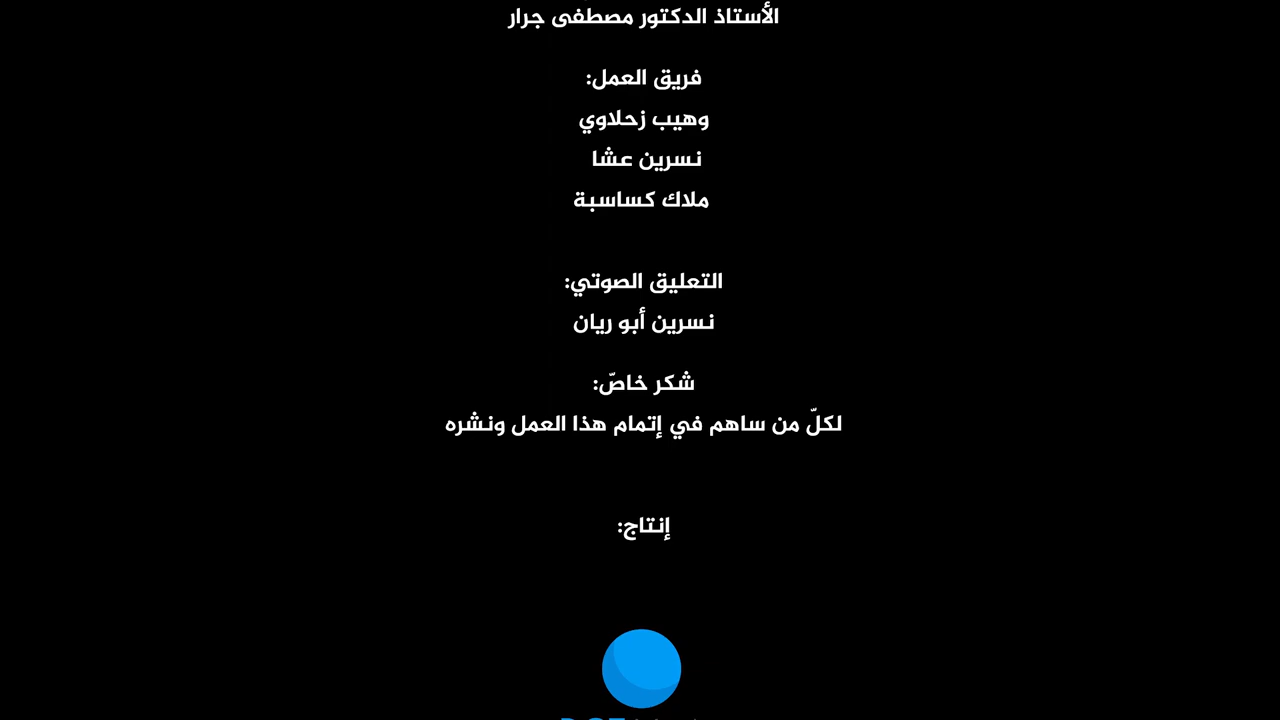 الأستاذ الدكتور مصطفى جرار
فريق العمل:
وهيب زحلاوي
نسرين عشا
ملاك كساسبة
التعليق الصوتي:
نسرين أبو ريان
شكر خاصّ:
لكلّ من ساهم في إتمام هذا العمل ونشره
إنتاج: